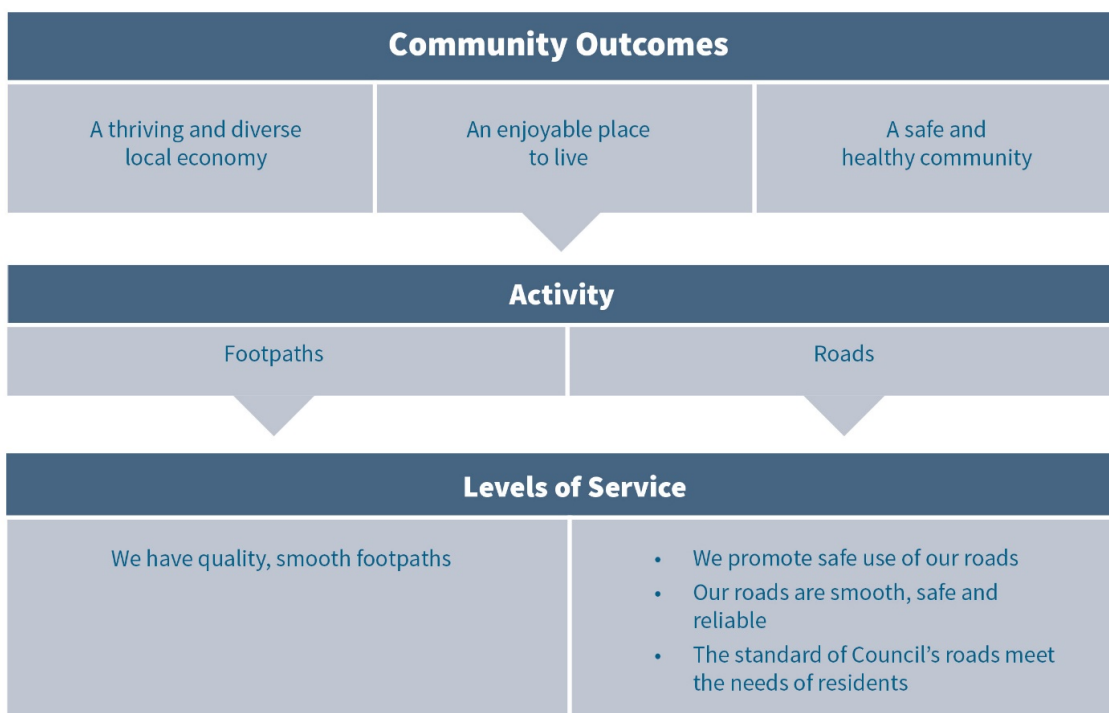 Community Outcomes
A thriving and diverse
local economy
An enjoyable place
to live
A safe and
healthy community
Activity
Footpaths
Roads
Levels of Service
We have quality, smooth footpaths
• We promote safe use of our roads
• Our roads are smooth, safe and
reliable
• The standard of Council’s roads meet
the needs of residents